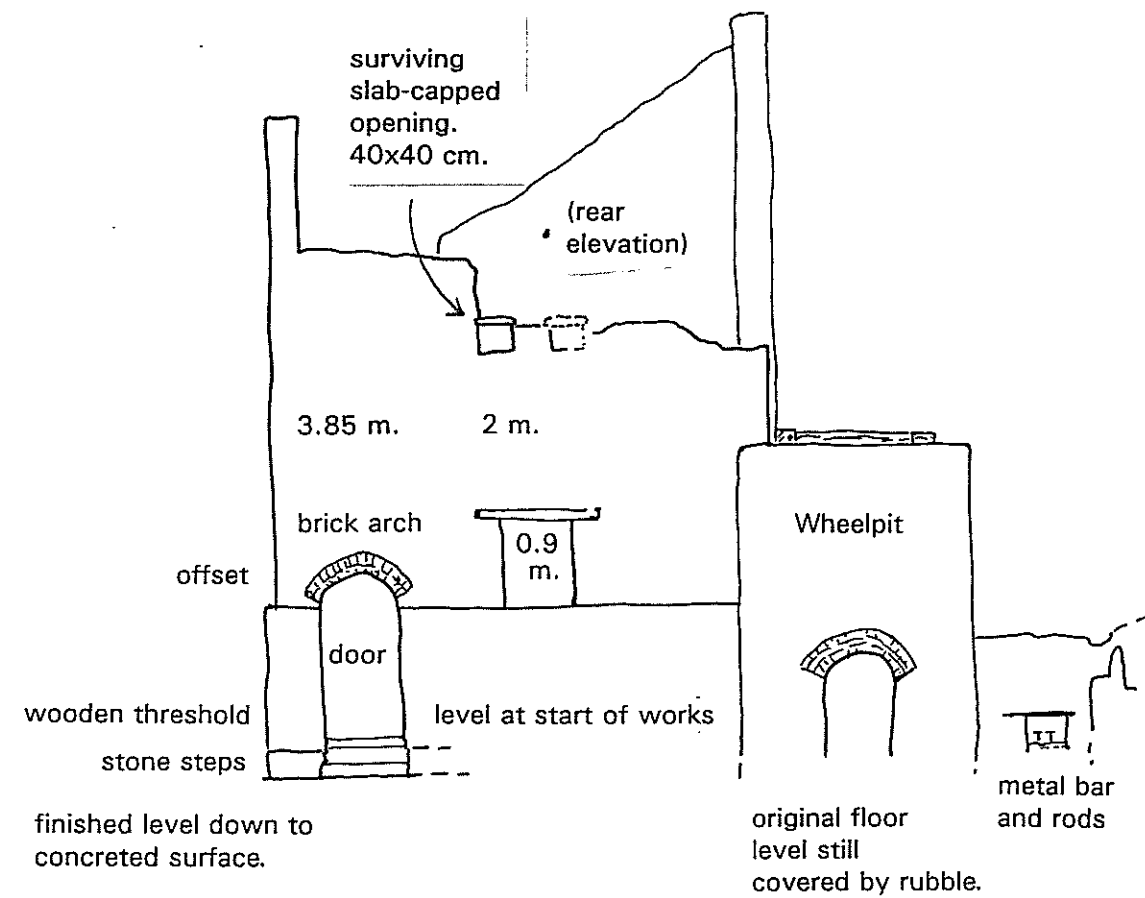 surviving
slab-capped
opening.
40x40 cm.
(rear
elevation)
3.85 m.
2 m.
brick arch
0.9
m.
Wheelpit
offset
door
wooden threshold
level at start of works
stone steps
metal bar
and rods
finished level down to
concreted surface.
original floor
level still
covered by rubble.